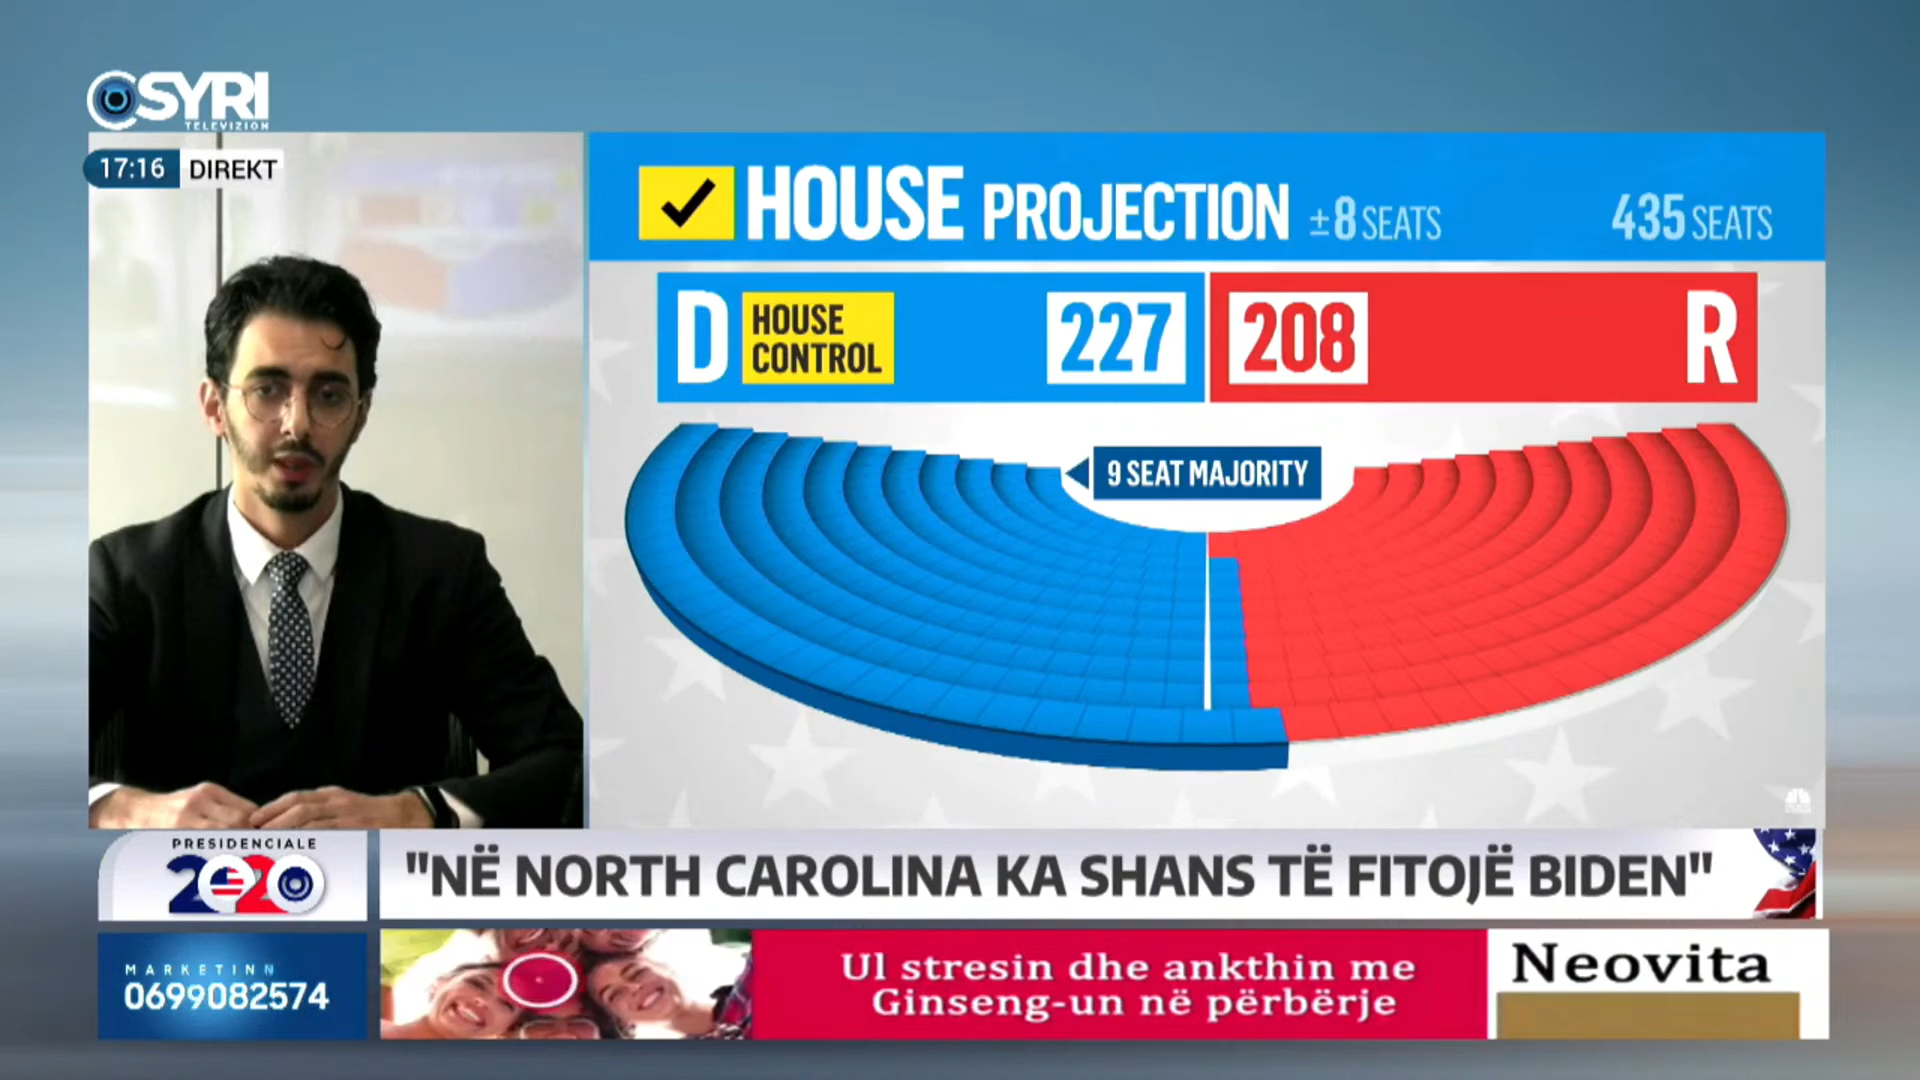 SYRI
TELEVIZION
17:16 DIREKT
HOUSE PROJECTION ±8 SEATS 435 SEATS
D HOUSE CONTROL 227 208 R
9 SEAT MAJORITY
PRESIDENCIALE
2020
"NË NORTH CAROLINA KA SHANS TË FITOJË BIDEN"
MARKETINN
0699082574
Ul stresin dhe ankthin me
Ginseng-un në përbërje
Neovita